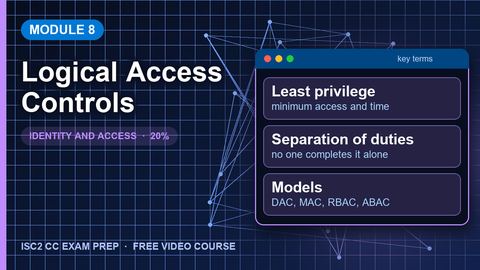 MODULE 8
Logical Access
Controls
IDENTITY AND ACCESS · 20%
key terms
Least privilege
minimum access and time
Separation of duties
no one completes it alone
Models
DAC, MAC, RBAC, ABAC
ISC2 CC EXAM PREP · FREE VIDEO COURSE